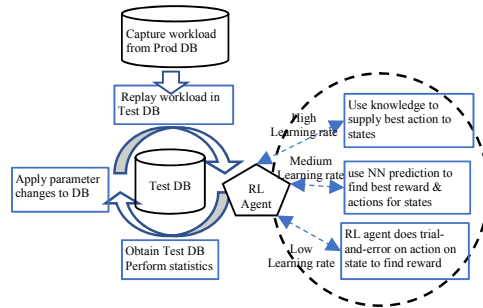 Capture workload
from Prod DB
Replay workload in
Test DB
High
Learning rate
Use knowledge to
supply best action to
states
Medium
Learning rate
Apply parameter
changes to DB
Test DB
RL
Agent
use NN prediction to
find best reward &
actions for states
Low
Learning rate
Obtain Test DB
Perform statistics
RL agent does trial-
and-error on action on
state to find reward